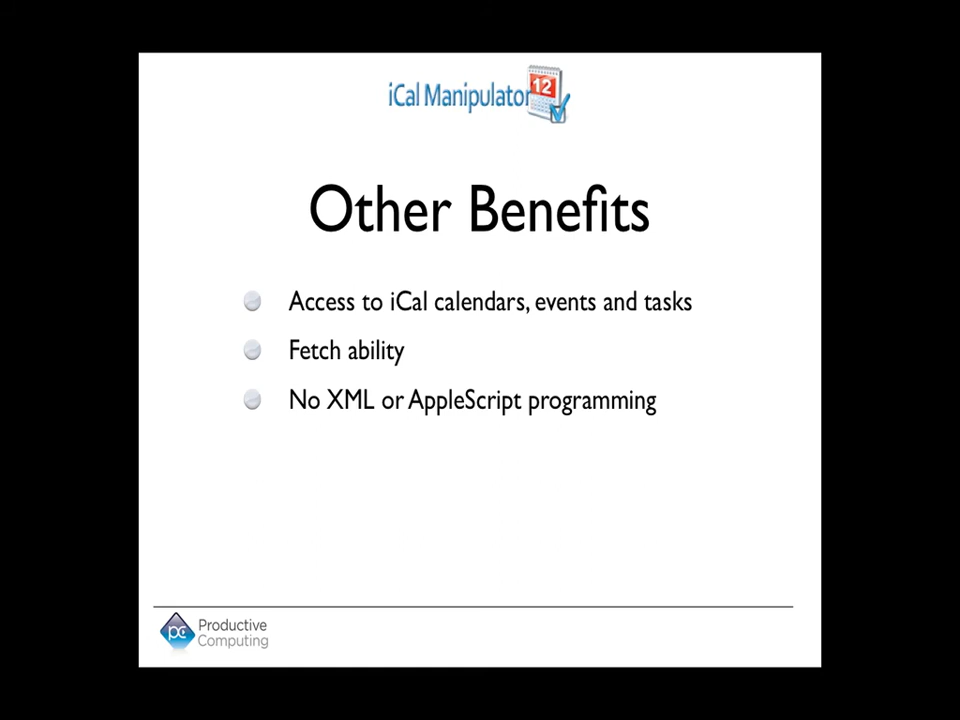 iCal Manipulator
12
Other Benefits
Access to iCal calendars, events and tasks
Fetch ability
No XML or AppleScript programming
pc
Productive
Computing